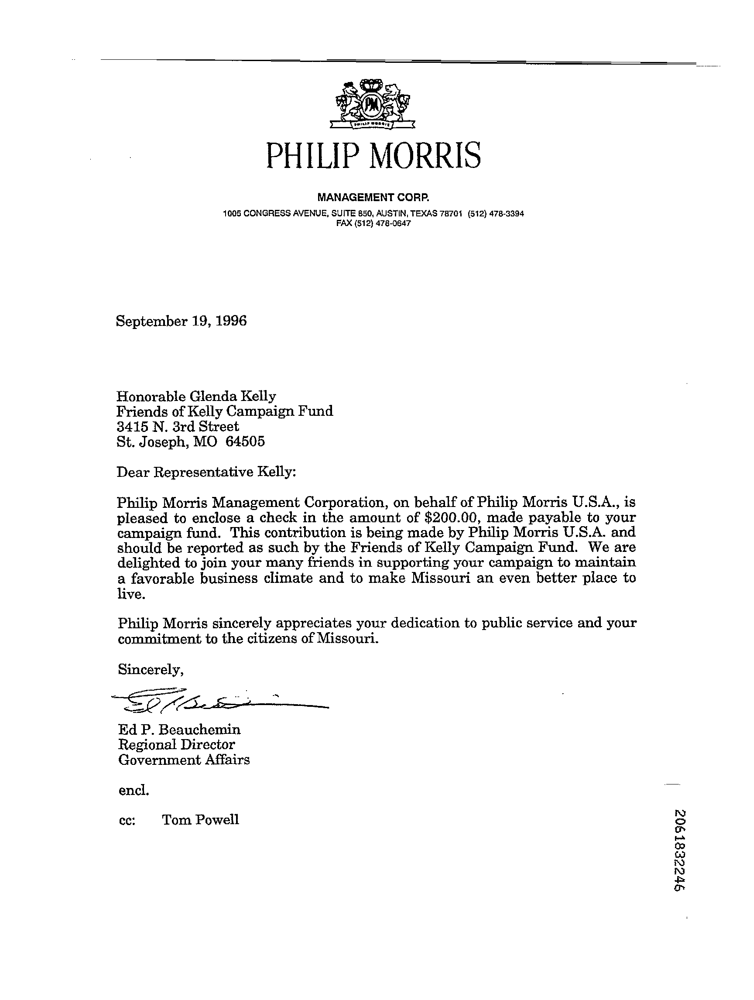 PM
PHILIP MORRIS
PHILIP MORRIS
MANAGEMENT CORP.
1005 CONGRESS AVENUE, SUITE 850, AUSTIN, TEXAS 78701 (512) 478-3394
FAX (512) 478-0647
September 19, 1996
Honorable Glenda Kelly
Friends of Kelly Campaign Fund
3415 N. 3rd Street
St. Joseph, MO 64505
Dear Representative Kelly:
Philip Morris Management Corporation, on behalf of Philip Morris U.S.A., is
pleased to enclose a check in the amount of $200.00, made payable to your
campaign fund. This contribution is being made by Philip Morris U.S.A. and
should be reported as such by the Friends of Kelly Campaign Fund. We are
delighted to join your many friends in supporting your campaign to maintain
a favorable business climate and to make Missouri an even better place to
live.
Philip Morris sincerely appreciates your dedication to public service and your
commitment to the citizens of Missouri.
Sincerely,
Ed P. Beauchemin
Regional Director
Government Affairs
encl.
cc: Tom Powell
2061832246